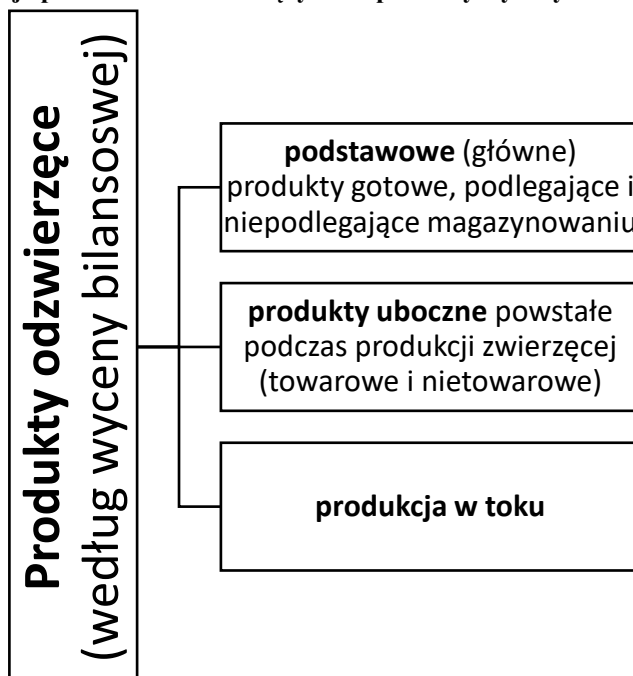 Produkty odzwierzęce
(według wyceny bilansoswej)
podstawowe (główne)
produkty gotowe, podlegające i
niepodlegające magazynowaniu
produkty uboczne powstałe
podczas produkcji zwierzęcej
(towarowe i nietowarowe)
produkcja w toku